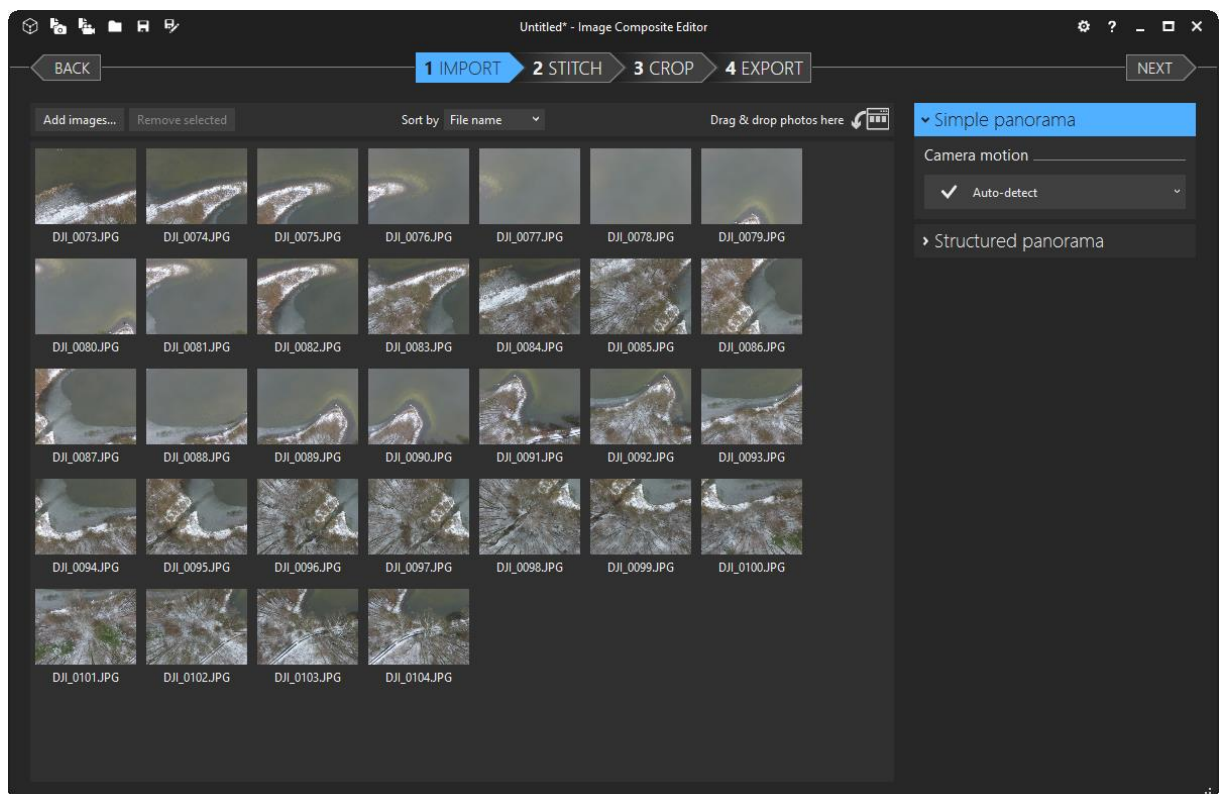 Untitled* - Image Composite Editor
?
BACK
1 IMPORT
2 STITCH
3 CROP
4 EXPORT
NEXT
Add images...
Remove selected
Sort by
File name
Drag & drop photos here
Simple panorama
Camera motion
Auto-detect
Structured panorama
DJI_0073.JPG
DJI_0074.JPG
DJI_0075.JPG
DJI_0076.JPG
DJI_0077.JPG
DJI_0078.JPG
DJI_0079.JPG
DJI_0080.JPG
DJI_0081.JPG
DJI_0082.JPG
DJI_0083.JPG
DJI_0084.JPG
DJI_0085.JPG
DJI_0086.JPG
DJI_0087.JPG
DJI_0088.JPG
DJI_0089.JPG
DJI_0090.JPG
DJI_0091.JPG
DJI_0092.JPG
DJI_0093.JPG
DJI_0094.JPG
DJI_0095.JPG
DJI_0096.JPG
DJI_0097.JPG
DJI_0098.JPG
DJI_0099.JPG
DJI_0100.JPG
DJI_0101.JPG
DJI_0102.JPG
DJI_0103.JPG
DJI_0104.JPG